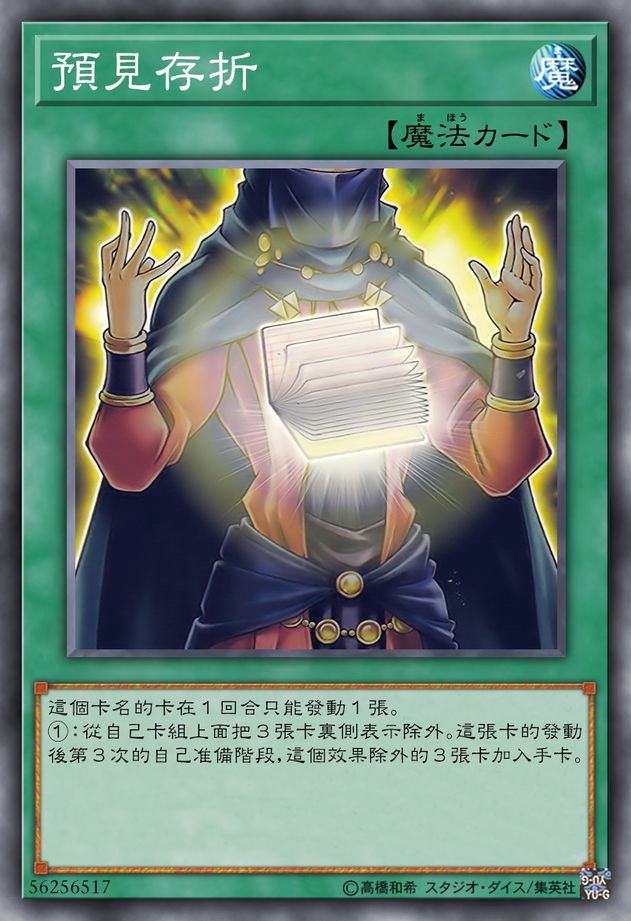 預見存折
魔
【魔法カード】
まほう
這個卡名的卡在1回合只能發動1張。
①:從自己卡組上面把3張卡裏側表示除外。這張卡的發動
後第3次的自己准備階段,這個效果除外的3張卡加入手卡。
56256517
©高橋和希 スタジオ・ダイス/集英社